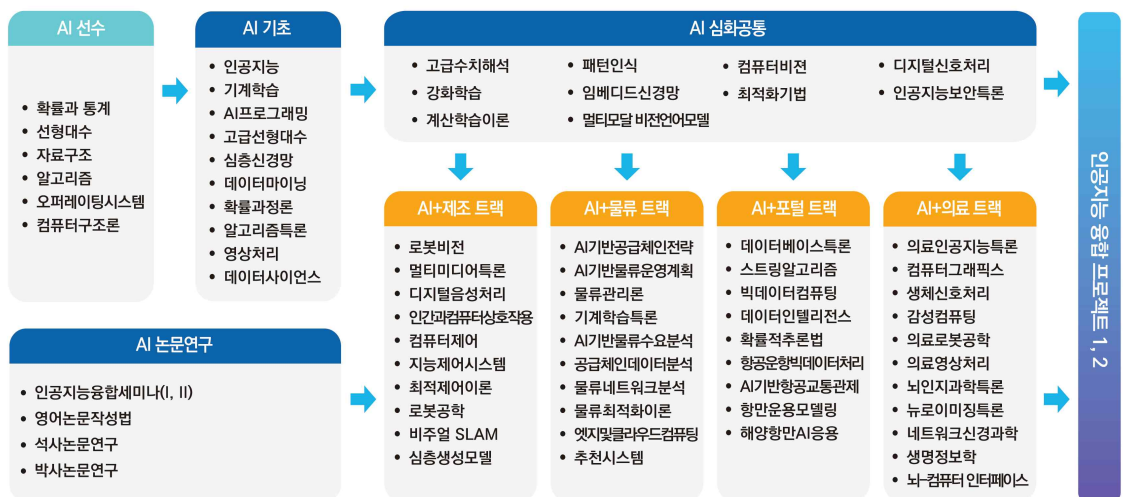 AI 선수
• 확률과 통계
• 선형대수
• 자료구조
• 알고리즘
• 오퍼레이팅시스템
• 컴퓨터구조론
AI 기초
• 인공지능
• 기계학습
• AI프로그래밍
• 고급선형대수
• 심층신경망
• 데이터마이닝
• 확률과정론
• 알고리즘특론
• 영상처리
• 데이터사이언스
AI 심화공통
• 고급수치해석
• 강화학습
• 계산학습이론
• 패턴인식
• 임베디드신경망
• 멀티모달 비전언어모델
• 컴퓨터비젼
• 최적화기법
• 디지털신호처리
• 인공지능보안특론
AI 논문연구
• 인공지능융합세미나(I, II)
• 영어논문작성법
• 석사논문연구
• 박사논문연구
AI+제조 트랙
• 로봇비전
• 멀티미디어특론
• 디지털음성처리
• 인간과컴퓨터상호작용
• 컴퓨터제어
• 지능제어시스템
• 최적제어이론
• 로봇공학
• 비주얼 SLAM
• 심층생성모델
AI+물류 트랙
• AI기반공급체인전략
• AI기반물류운영계획
• 물류관리론
• 기계학습특론
• AI기반물류수요분석
• 공급체인데이터분석
• 물류네트워크분석
• 물류최적화이론
• 엣지및클라우드컴퓨팅
• 추천시스템
AI+포털 트랙
• 데이터베이스특론
• 스트링알고리즘
• 빅데이터컴퓨팅
• 데이터인텔리전스
• 확률적추론법
• 항공운항빅데이터처리
• AI기반항공교통관제
• 항만운용모델링
• 해양항만AI응용
AI+의료 트랙
• 의료인공지능특론
• 컴퓨터그래픽스
• 생체신호처리
• 감성컴퓨팅
• 의료로봇공학
• 의료영상처리
• 뇌인지과학특론
• 뉴로이미징특론
• 네트워크신경과학
• 생명정보학
• 뇌-컴퓨터 인터페이스
인공지능 융합 프로젝트 1, 2